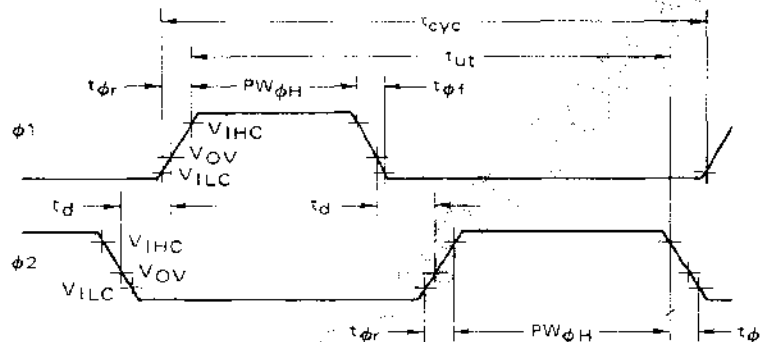 tcyc
tut
tϕr
PWϕH
tϕf
ϕ1
VIHC
VOV
VILC
td
td
ϕ2
VIHC
VOV
VILC
tϕr
PWϕH
tϕ